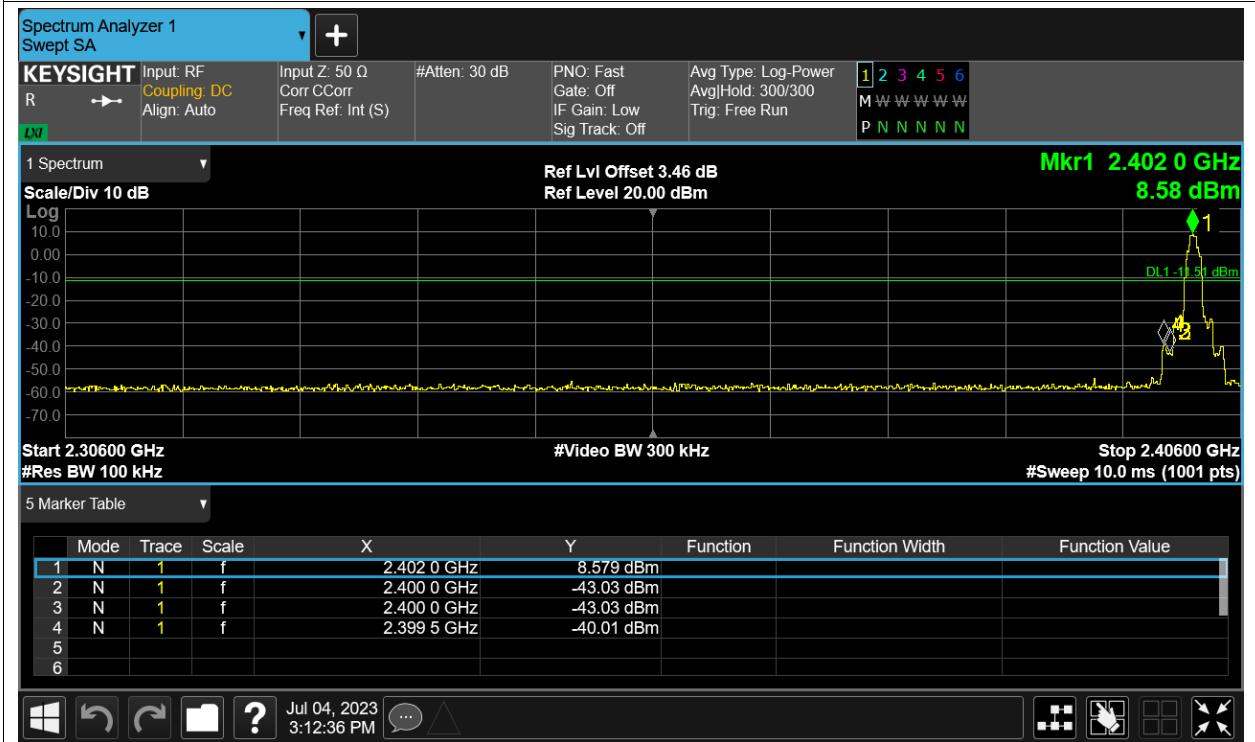 Spectrum Analyzer 1
Swept SA
KEYSIGHT
R
LXI
Input: RF
Coupling: DC
Align: Auto
Input Z: 50 Ω
Corr CCorr
Freq Ref: Int (S)
#Atten: 30 dB
PNO: Fast
Gate: Off
IF Gain: Low
Sig Track: Off
Avg Type: Log-Power
Avg|Hold: 300/300
Trig: Free Run
1 2 3 4 5 6
M W W W W W
P N N N N N
1 Spectrum
Scale/Div 10 dB
Ref Lvl Offset 3.46 dB
Ref Level 20.00 dBm
Mkr1 2.402 0 GHz
8.58 dBm
Log
10.0
0.00
-10.0
-20.0
-30.0
-40.0
-50.0
-60.0
-70.0
1
DL1 -11.51 dBm
Start 2.30600 GHz
#Res BW 100 kHz
#Video BW 300 kHz
Stop 2.40600 GHz
#Sweep 10.0 ms (1001 pts)
5 Marker Table
Mode Trace Scale X Y Function Function Width Function Value
1 N 1 f 2.402 0 GHz 8.579 dBm
2 N 1 f 2.400 0 GHz -43.03 dBm
3 N 1 f 2.400 0 GHz -43.03 dBm
4 N 1 f 2.399 5 GHz -40.01 dBm
5
6
?
Jul 04, 2023
3:12:36 PM